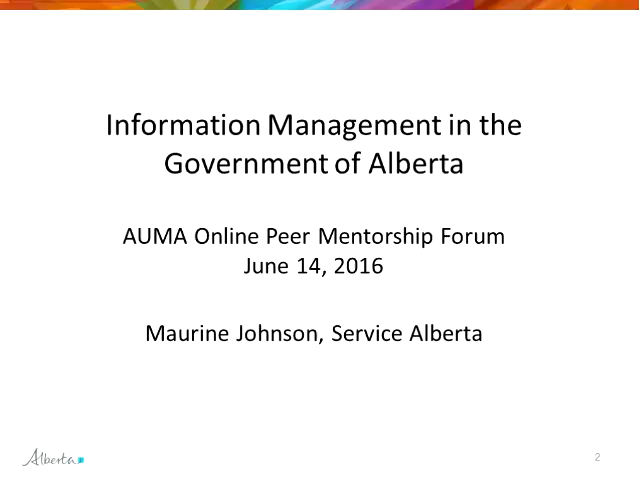 Information Management in the
Government of Alberta
AUMA Online Peer Mentorship Forum
June 14, 2016
Maurine Johnson, Service Alberta
Alberta
2